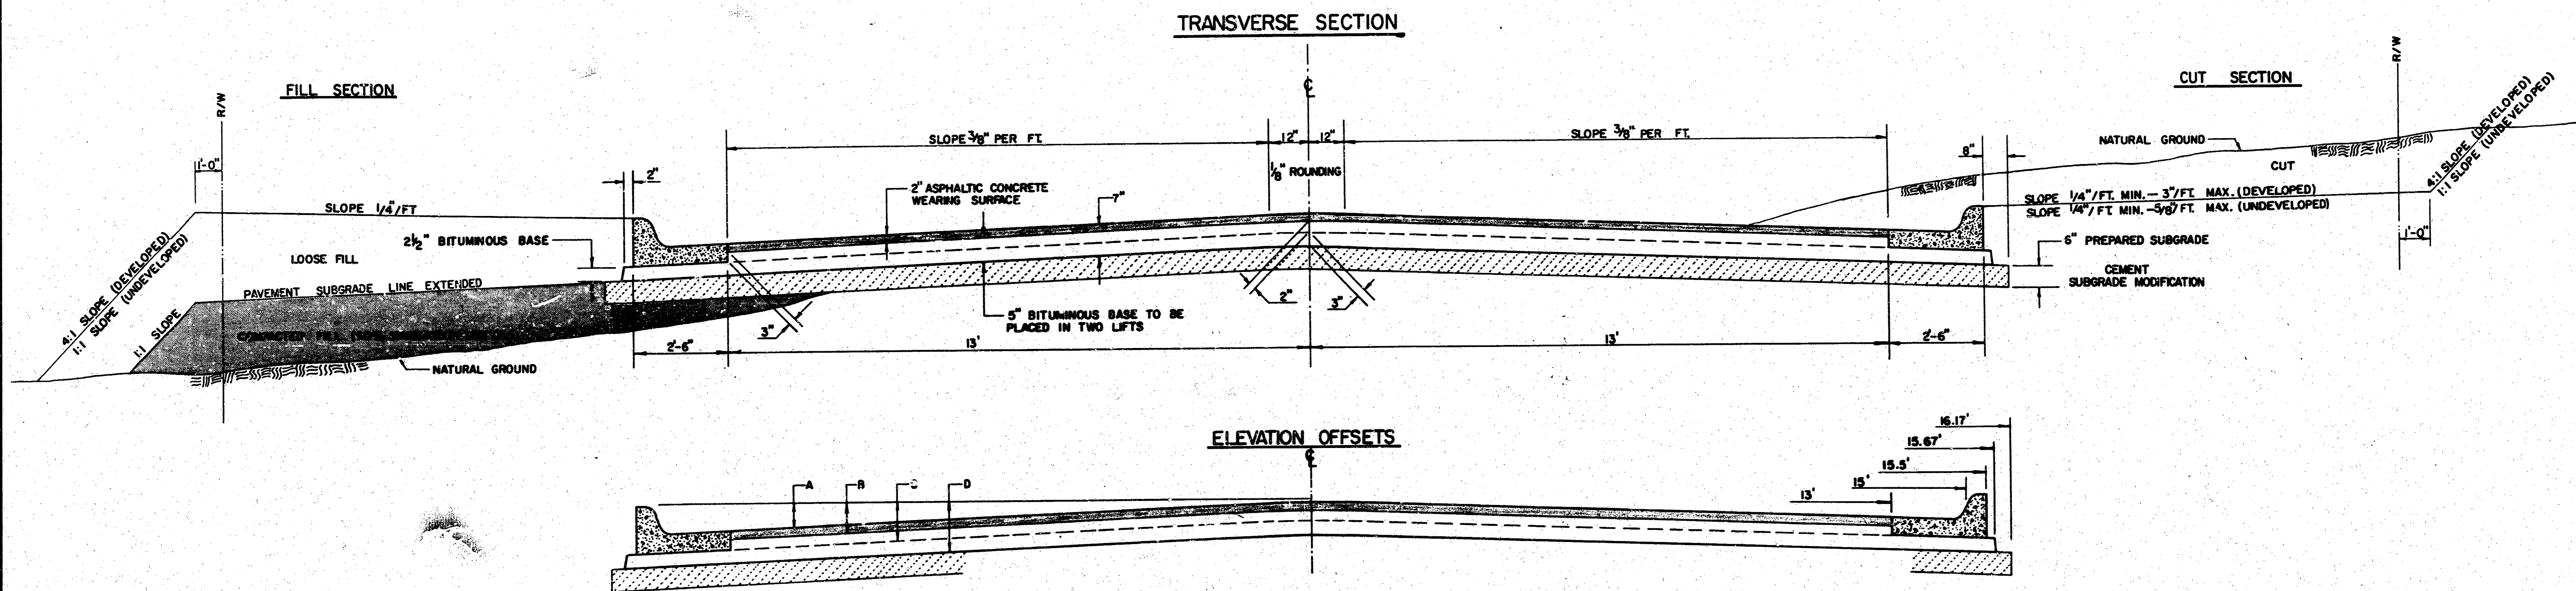 TRANSVERSE SECTION
FILL SECTION
CUT SECTION
R/W
R/W
℄
SLOPE 3/8" PER FT.
12"
12"
SLOPE 3/8" PER FT.
1/8" ROUNDING
1'-0"
2"
8"
NATURAL GROUND
CUT
4:1 SLOPE (DEVELOPED)
1:1 SLOPE (UNDEVELOPED)
2" ASPHALTIC CONCRETE
WEARING SURFACE
7"
SLOPE 1/4"/FT
SLOPE 1/4"/FT. MIN.-3"/FT. MAX. (DEVELOPED)
SLOPE 1/4"/FT. MIN.-5/8"/FT. MAX. (UNDEVELOPED)
2 1/2" BITUMINOUS BASE
LOOSE FILL
6" PREPARED SUBGRADE
1'-0"
CEMENT
SUBGRADE MODIFICATION
PAVEMENT SUBGRADE LINE EXTENDED
4:1 SLOPE (DEVELOPED)
1:1 SLOPE (UNDEVELOPED)
1:1 SLOPE
COMPACTED FILL
3"
2"
3"
5" BITUMINOUS BASE TO BE
PLACED IN TWO LIFTS
2'-6"
13'
13'
2'-6"
NATURAL GROUND
ELEVATION OFFSETS
℄
16.17'
15.67'
15.5'
15'
13'
A
B
C
D